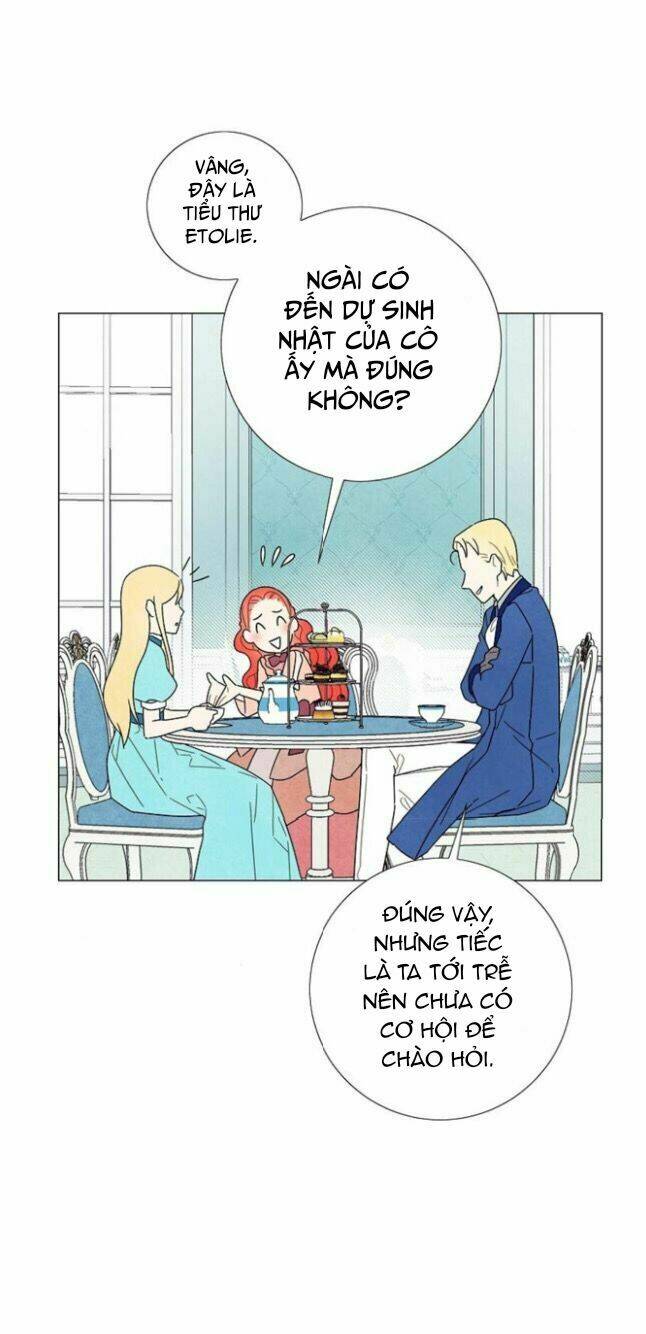 VÂNG,
ĐÂY LÀ
TIỂU THƯ
ETOLIE.
NGÀI CÓ
ĐẾN DỰ SINH
NHẬT CỦA CÔ
ẤY MÀ ĐÚNG
KHÔNG?
ĐÚNG VẬY,
NHƯNG TIẾC
LÀ TA TỚI TRỄ
NÊN CHƯA CÓ
CƠ HỘI ĐỂ
CHÀO HỎI.